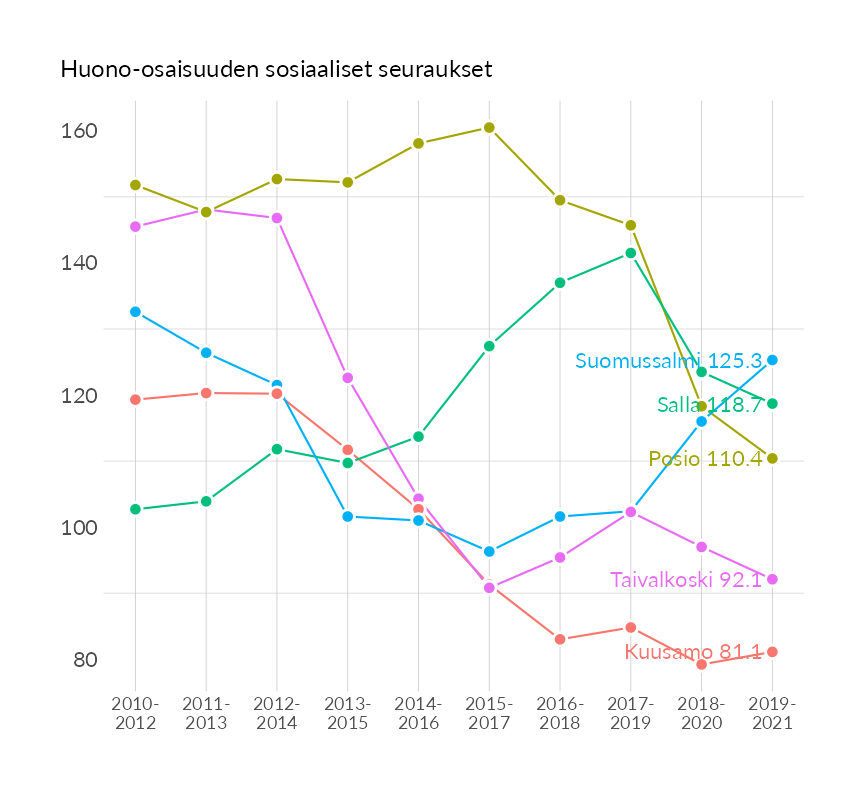 Huono-osaisuuden sosiaaliset seuraukset
160
140
120
100
80
Suomussalmi 125.3
Salla 118.7
Posio 110.4
Taivalkoski 92.1
Kuusamo 81.1
2010- 2011- 2012- 2013- 2014- 2015- 2016- 2017- 2018- 2019-
2012 2013 2014 2015 2016 2017 2018 2019 2020 2021